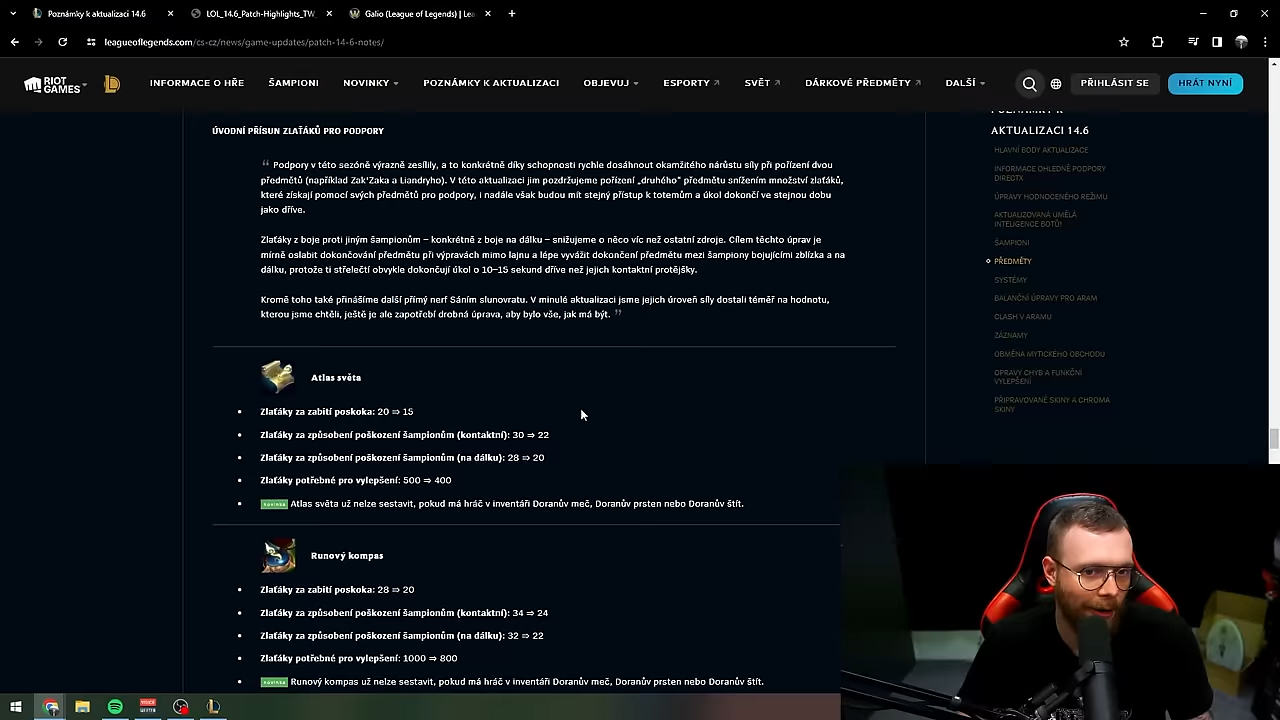 Poznámky k aktualizaci 14.6
LOL_14.6_Patch-Highlights_TW_
Galio (League of Legends) | Lea
leagueoflegends.com/cs-cz/news/game-updates/patch-14-6-notes/
RIOT GAMES
INFORMACE O HŘE
ŠAMPIONI
NOVINKY
POZNÁMKY K AKTUALIZACI
OBJEVUJ
ESPORTY
SVĚT
DÁRKOVÉ PŘEDMĚTY
DALŠÍ
PŘIHLÁSIT SE
HRÁT NYNÍ
ÚVODNÍ PŘÍSUN ZLAŤÁKŮ PRO PODPORY
" Podpory v této sezóně výrazně zesílily, a to konkrétně díky schopnosti rychle dosáhnout okamžitého nárůstu síly při pořízení dvou
předmětů (například Zaka a Liandryho). V této aktualizaci jim pozdržujeme pořízení „druhého“ předmětu snížením množství zlaťáků,
které získají pomocí svých předmětů pro podpory, i nadále však budou mít stejný přístup k totemům a úkol dokončí ve stejnou dobu
jako dříve.
Zlaťáky z boje proti jiným šampionům – konkrétně z boje na dálku – snižujeme o něco víc než ostatní zdroje. Cílem těchto úprav je
mírně oslabit dokončování předmětu při výpravách mimo lajnu a lépe vyvážit dokončení předmětu mezi šampiony bojujícími zblízka a na
dálku, protože ti střelečtí obvykle dokončují úkol o 10–15 sekund dříve než jejich kontaktní protějšky.
Kromě toho také přinášíme další přímý nerf Sáním slunovratu. V minulé aktualizaci jsme jejich úroveň síly dostali téměř na hodnotu,
kterou jsme chtěli, ještě je ale zapotřebí drobná úprava, aby bylo vše, jak má být. "
Atlas světa
• Zlaťáky za zabití poskoka: 20 ⇒ 15
• Zlaťáky za způsobení poškození šampionům (kontaktní): 30 ⇒ 22
• Zlaťáky za způsobení poškození šampionům (na dálku): 28 ⇒ 20
• Zlaťáky potřebné pro vylepšení: 500 ⇒ 400
• NOVINKA Atlas světa už nelze sestavit, pokud má hráč v inventáři Doranův meč, Doranův prsten nebo Doranův štít.
Runový kompas
• Zlaťáky za zabití poskoka: 28 ⇒ 20
• Zlaťáky za způsobení poškození šampionům (kontaktní): 34 ⇒ 24
• Zlaťáky za způsobení poškození šampionům (na dálku): 32 ⇒ 22
• Zlaťáky potřebné pro vylepšení: 1000 ⇒ 800
• NOVINKA Runový kompas už nelze sestavit, pokud má hráč v inventáři Doranův meč, Doranův prsten nebo Doranův štít.
POZNÁMKY K
AKTUALIZACI 14.6
HLAVNÍ BODY AKTUALIZACE
INFORMACE OHLEDNĚ PODPORY
DIRECTX
ÚPRAVY HODNOCENÉHO REŽIMU
AKTUALIZOVANÁ UMĚLÁ
INTELIGENCE BOTŮ!
ŠAMPIONI
PŘEDMĚTY
SYSTÉMY
BALANČNÍ ÚPRAVY PRO ARAM
CLASH V ARAMU
ZÁZNAMY
OBMĚNA MYTICKÉHO OBCHODU
OPRAVY CHYB A FUNKČNÍ
VYLEPŠENÍ
PŘIPRAVOVANÉ SKINY A CHROMA
SKINY